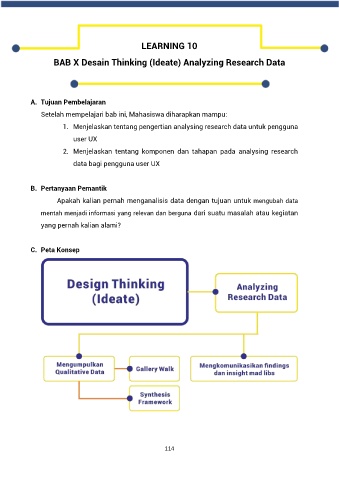 LEARNING 10
BAB X Desain Thinking (Ideate) Analyzing Research Data
A. Tujuan Pembelajaran
Setelah mempelajari bab ini, Mahasiswa diharapkan mampu:
1. Menjelaskan tentang pengertian analysing research data untuk pengguna
user UX
2. Menjelaskan tentang komponen dan tahapan pada analysing research
data bagi pengguna user UX
B. Pertanyaan Pemantik
Apakah kalian pernah menganalisis data dengan tujuan untuk mengubah data
mentah menjadi informasi yang relevan dan berguna dari suatu masalah atau kegiatan
yang pernah kalian alami?
C. Peta Konsep
Design Thinking
(Ideate)
Analyzing
Research Data
Mengumpulkan
Qualitative Data
Gallery Walk
Mengkomunikasikan findings
dan insight mad libs
Synthesis
Framework
114